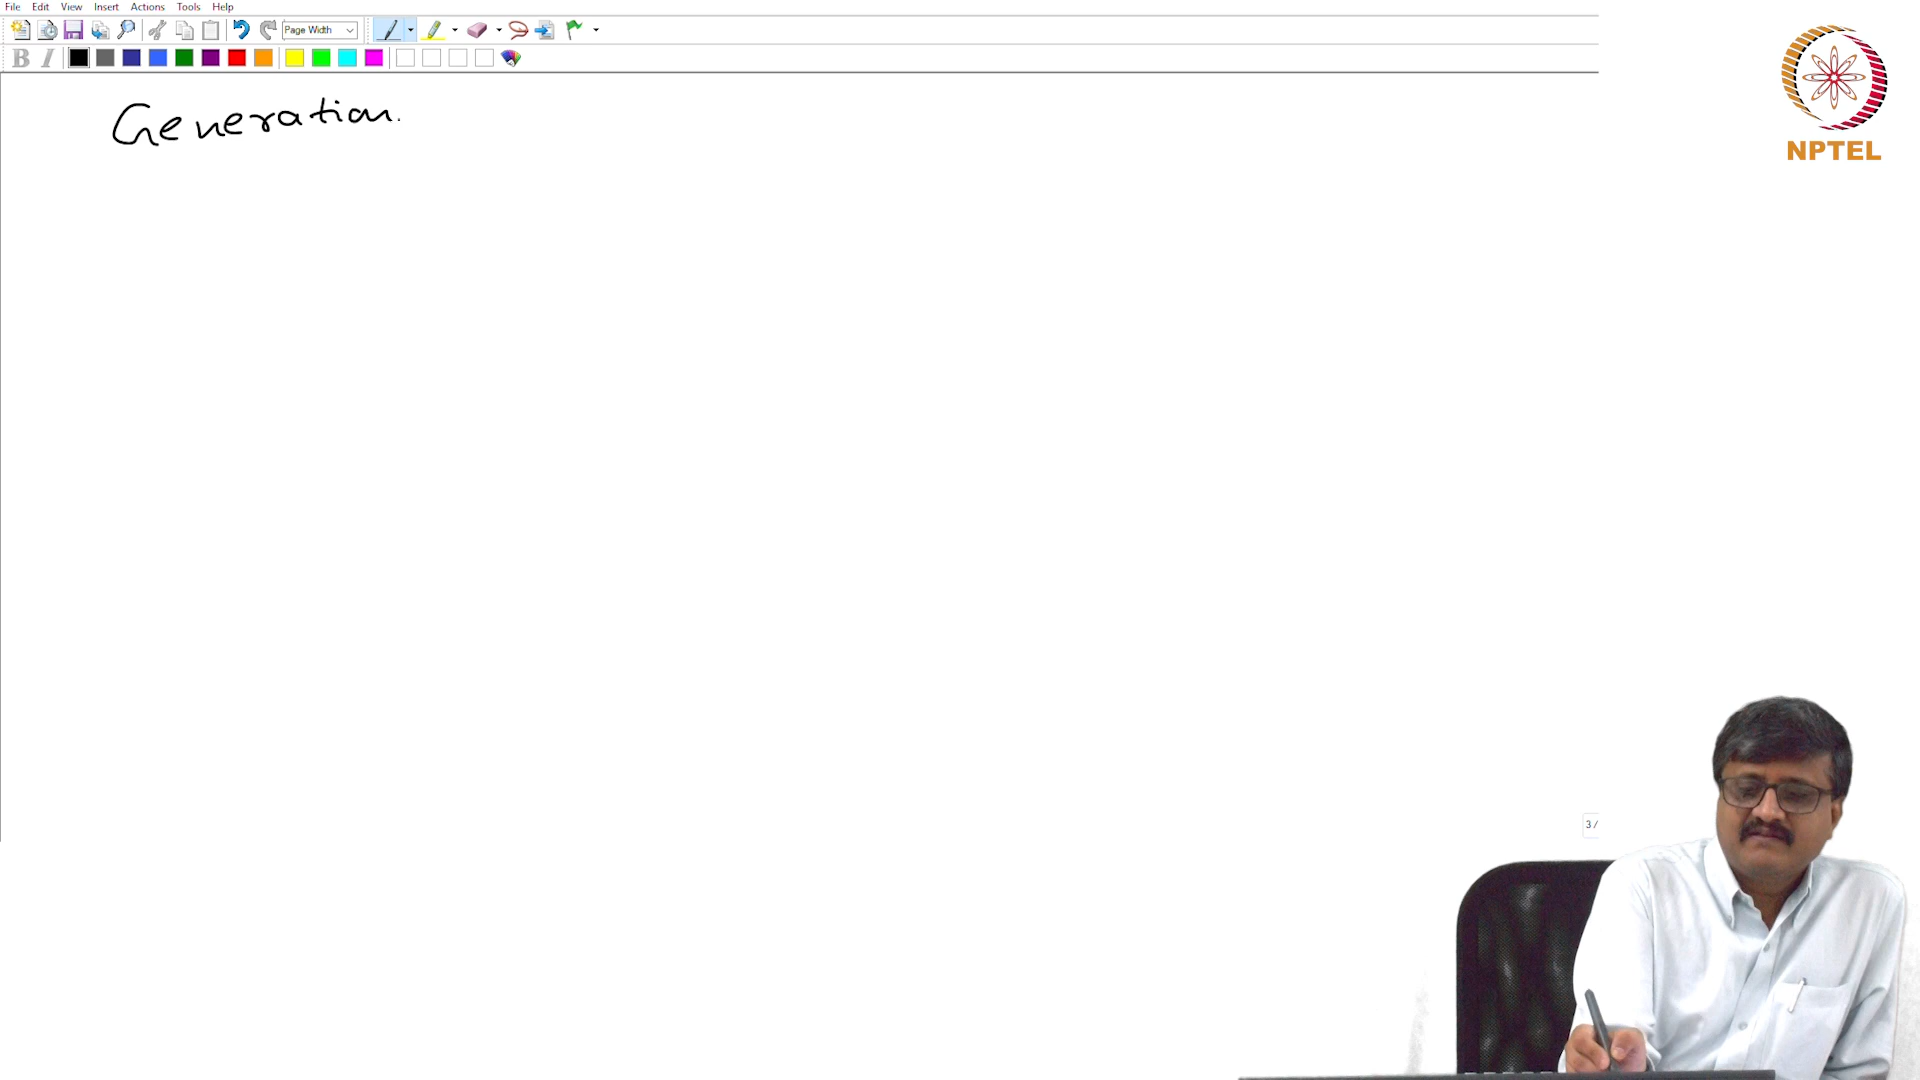 File Edit View Insert Actions Tools Help
Page Width
B I
Generation.
NPTEL
3 /